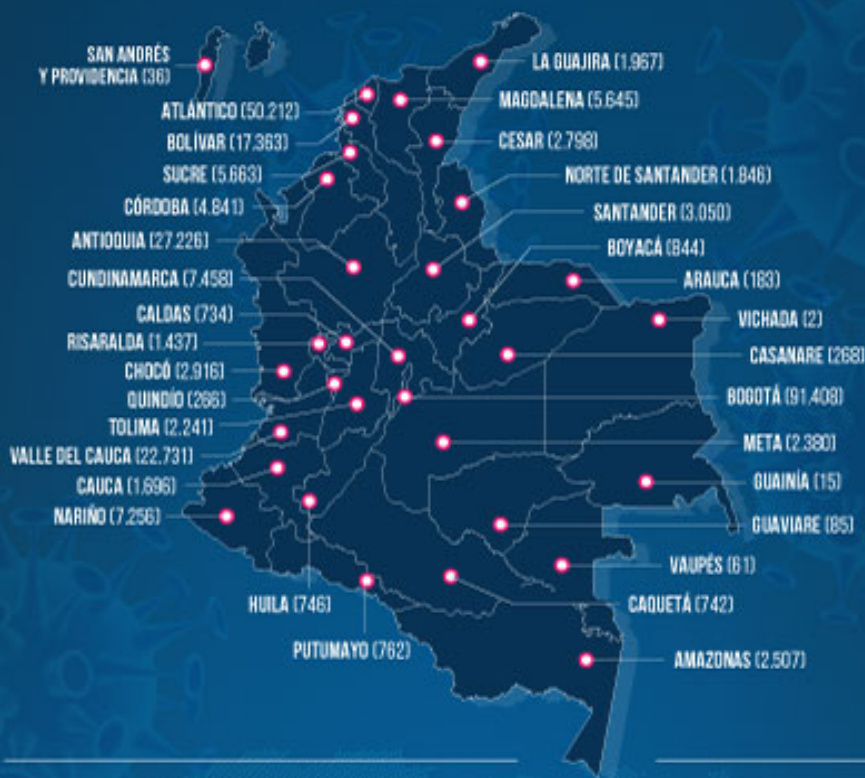 SAN ANDRÉS
Y PROVIDENCIA (36)
ATLÁNTICO (50.212)
BOLÍVAR (17.363)
SUCRE (5.663)
CÓRDOBA (4.841)
ANTIOQUIA (27.226)
CUNDINAMARCA (7.458)
CALDAS (734)
RISARALDA (1.437)
CHOCÓ (2.916)
QUINDÍO (266)
TOLIMA (2.241)
VALLE DEL CAUCA (22.731)
CAUCA (1.696)
NARIÑO (7.256)
HUILA (746)
PUTUMAYO (762)
LA GUAJIRA (1.967)
MAGDALENA (5.645)
CESAR (2.798)
NORTE DE SANTANDER (1.846)
SANTANDER (3.050)
BOYACÁ (844)
ARAUCA (183)
VICHADA (2)
CASANARE (268)
BOGOTÁ (91.408)
META (2.380)
GUAINÍA (15)
GUAVIARE (85)
VAUPÉS (61)
CAQUETÁ (742)
AMAZONAS (2.507)